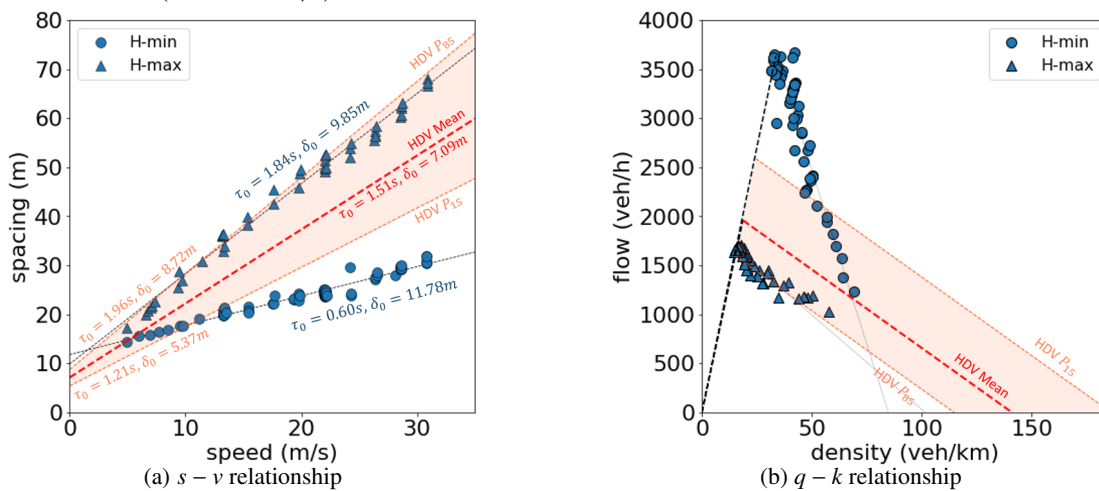 80
70
60
50
40
30
20
10
0
0 10 20 30
spacing (m)
speed (m/s)
H-min
H-max
HDV P₈₅
τ₀ = 1.84s, δ₀ = 9.85m
HDV Mean
τ₀ = 1.51s, δ₀ = 7.09m
HDV P₁₅
τ₀ = 1.96s, δ₀ = 8.72m
τ₀ = 0.60s, δ₀ = 11.78m
τ₀ = 1.21s, δ₀ = 5.37m
(a) s − v relationship
4000
3500
3000
2500
2000
1500
1000
500
0
0 50 100 150
flow (veh/h)
density (veh/km)
H-min
H-max
HDV P₁₅
HDV Mean
HDV P₈₅
(b) q − k relationship